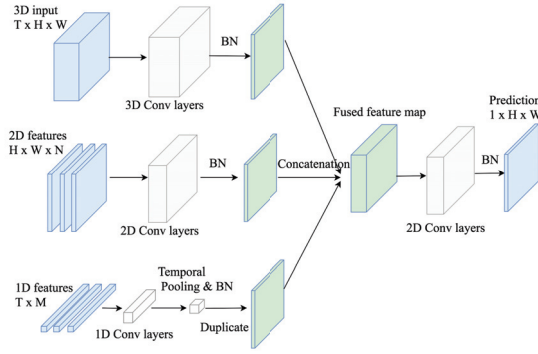 3D input
T x H x W
BN
3D Conv layers
2D features
H x W x N
BN
2D Conv layers
Concatenation
Fused feature map
Prediction
1 x H x W
BN
2D Conv layers
1D features
T x M
Temporal
Pooling & BN
1D Conv layers
Duplicate